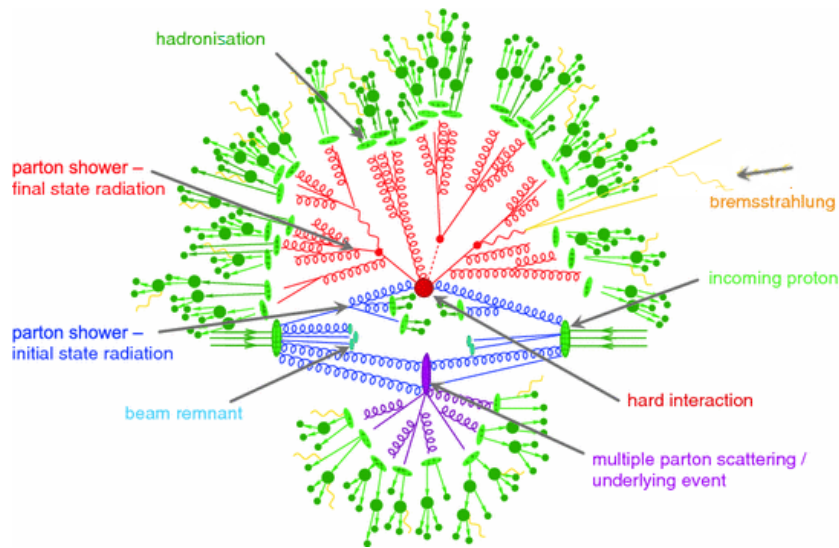 hadronisation
parton shower –
final state radiation
bremsstrahlung
incoming proton
parton shower –
initial state radiation
beam remnant
hard interaction
multiple parton scattering /
underlying event